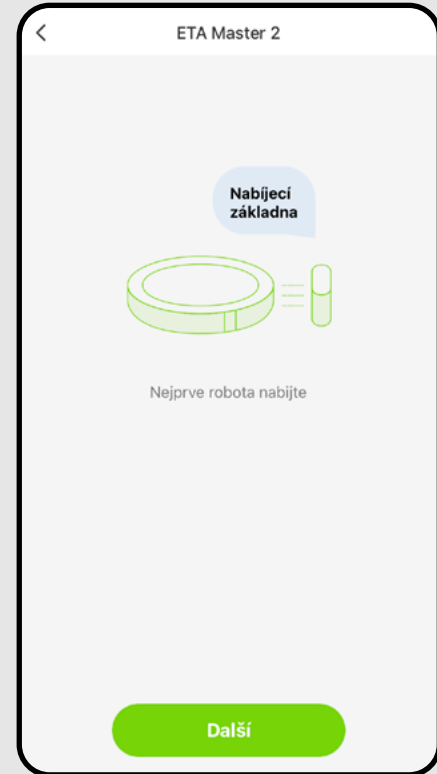 ETA Master 2
Nabíjecí
základna
Nejprve robota nabijte
Další